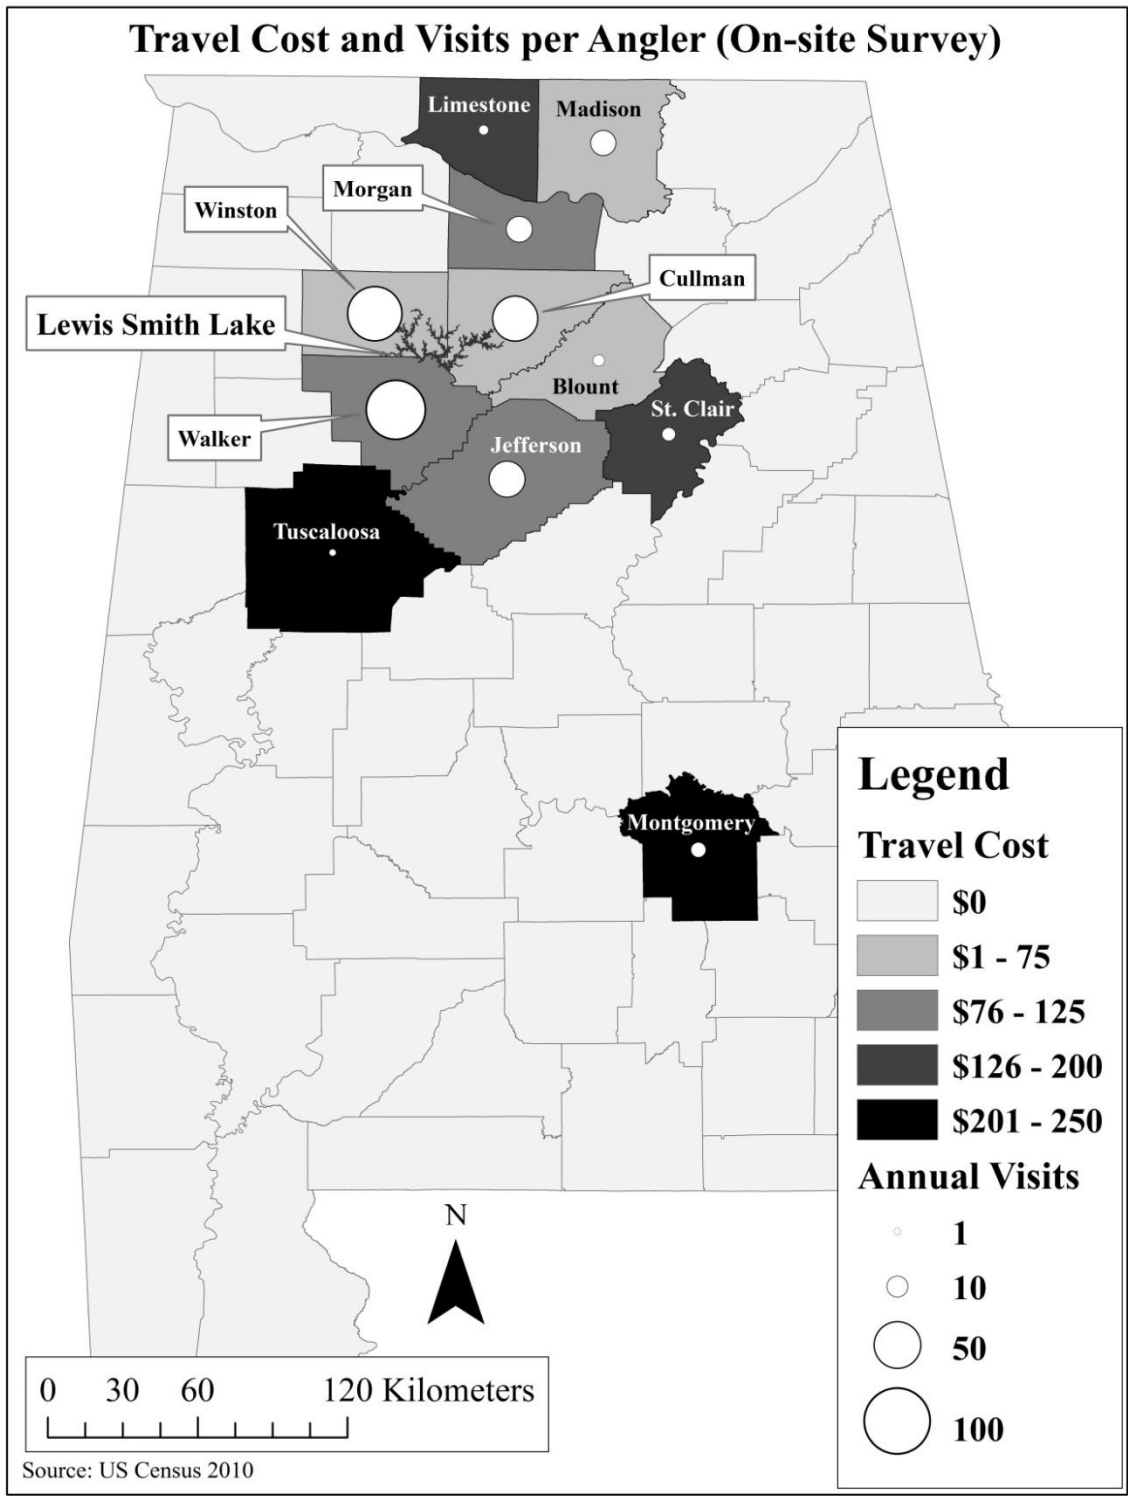 Travel Cost and Visits per Angler (On-site Survey)
Limestone
Madison
Morgan
Winston
Cullman
Lewis Smith Lake
Blount
St. Clair
Walker
Jefferson
Tuscaloosa
Montgomery
Legend
Travel Cost
$0
$1 - 75
$76 - 125
$126 - 200
$201 - 250
Annual Visits
1
10
50
100
N
0 30 60 120 Kilometers
Source: US Census 2010